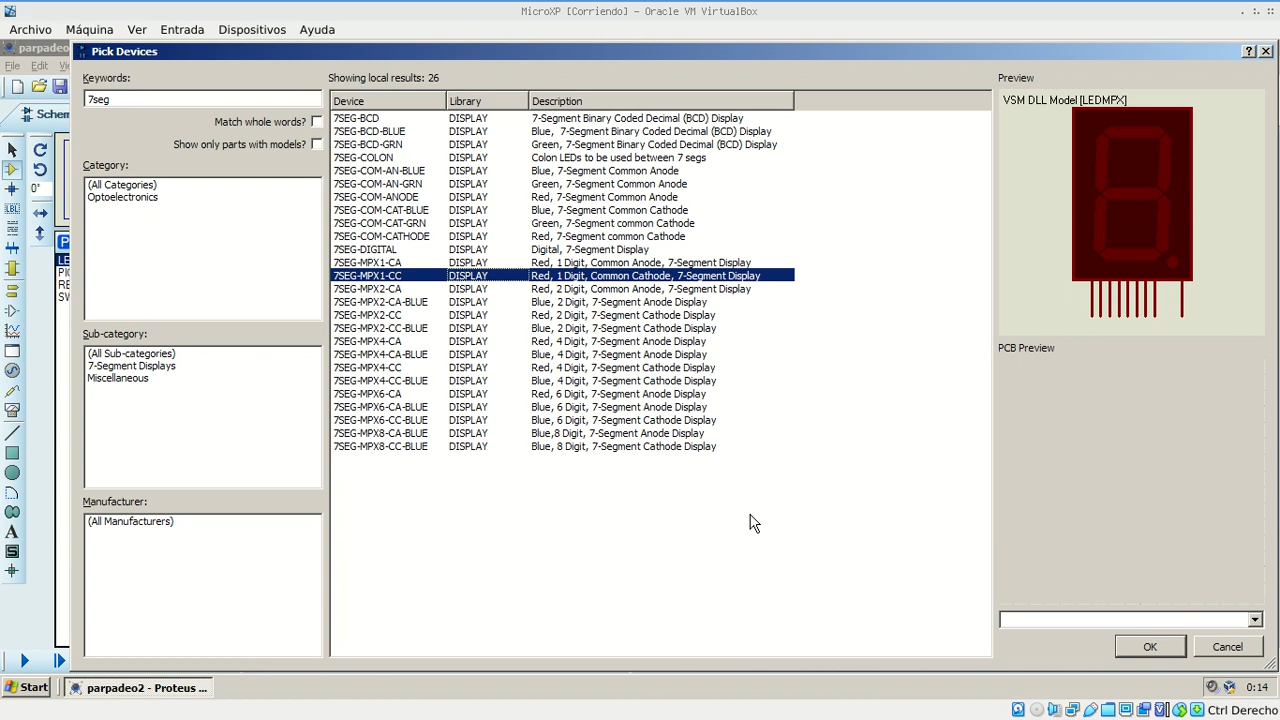 MicroXP [Corriendo] - Oracle VM VirtualBox
Archivo Máquina Ver Entrada Dispositivos Ayuda
parpadeo
Pick Devices
File Edit
Schem
Keywords:
7seg
Match whole words?
Show only parts with models?
Category:
(All Categories)
Optoelectronics
0°
LBL
Sub-category:
(All Sub-categories)
7-Segment Displays
Miscellaneous
Manufacturer:
(All Manufacturers)
Showing local results: 26
Device Library Description
7SEG-BCD DISPLAY 7-Segment Binary Coded Decimal (BCD) Display
7SEG-BCD-BLUE DISPLAY Blue, 7-Segment Binary Coded Decimal (BCD) Display
7SEG-BCD-GRN DISPLAY Green, 7-Segment Binary Coded Decimal (BCD) Display
7SEG-COLON DISPLAY Colon LEDs to be used between 7 segs
7SEG-COM-AN-BLUE DISPLAY Blue, 7-Segment Common Anode
7SEG-COM-AN-GRN DISPLAY Green, 7-Segment Common Anode
7SEG-COM-ANODE DISPLAY Red, 7-Segment Common Anode
7SEG-COM-CAT-BLUE DISPLAY Blue, 7-Segment Common Cathode
7SEG-COM-CAT-GRN DISPLAY Green, 7-Segment common Cathode
7SEG-COM-CATHODE DISPLAY Red, 7-Segment common Cathode
7SEG-DIGITAL DISPLAY Digital, 7-Segment Display
7SEG-MPX1-CA DISPLAY Red, 1 Digit, Common Anode, 7-Segment Display
7SEG-MPX1-CC DISPLAY Red, 1 Digit, Common Cathode, 7-Segment Display
7SEG-MPX2-CA DISPLAY Red, 2 Digit, Common Anode, 7-Segment Display
7SEG-MPX2-CA-BLUE DISPLAY Blue, 2 Digit, 7-Segment Anode Display
7SEG-MPX2-CC DISPLAY Red, 2 Digit, 7-Segment Cathode Display
7SEG-MPX2-CC-BLUE DISPLAY Blue, 2 Digit, 7-Segment Cathode Display
7SEG-MPX4-CA DISPLAY Red, 4 Digit, 7-Segment Anode Display
7SEG-MPX4-CA-BLUE DISPLAY Blue, 4 Digit, 7-Segment Anode Display
7SEG-MPX4-CC DISPLAY Red, 4 Digit, 7-Segment Cathode Display
7SEG-MPX4-CC-BLUE DISPLAY Blue, 4 Digit, 7-Segment Cathode Display
7SEG-MPX6-CA DISPLAY Red, 6 Digit, 7-Segment Anode Display
7SEG-MPX6-CA-BLUE DISPLAY Blue, 6 Digit, 7-Segment Anode Display
7SEG-MPX6-CC-BLUE DISPLAY Blue, 6 Digit, 7-Segment Cathode Display
7SEG-MPX8-CA-BLUE DISPLAY Blue,8 Digit, 7-Segment Anode Display
7SEG-MPX8-CC-BLUE DISPLAY Blue, 8 Digit, 7-Segment Cathode Display
Preview
VSM DLL Model [LEDMPX]
PCB Preview
OK Cancel
Start parpadeo2 - Proteus ... 0:14
Ctrl Derecho